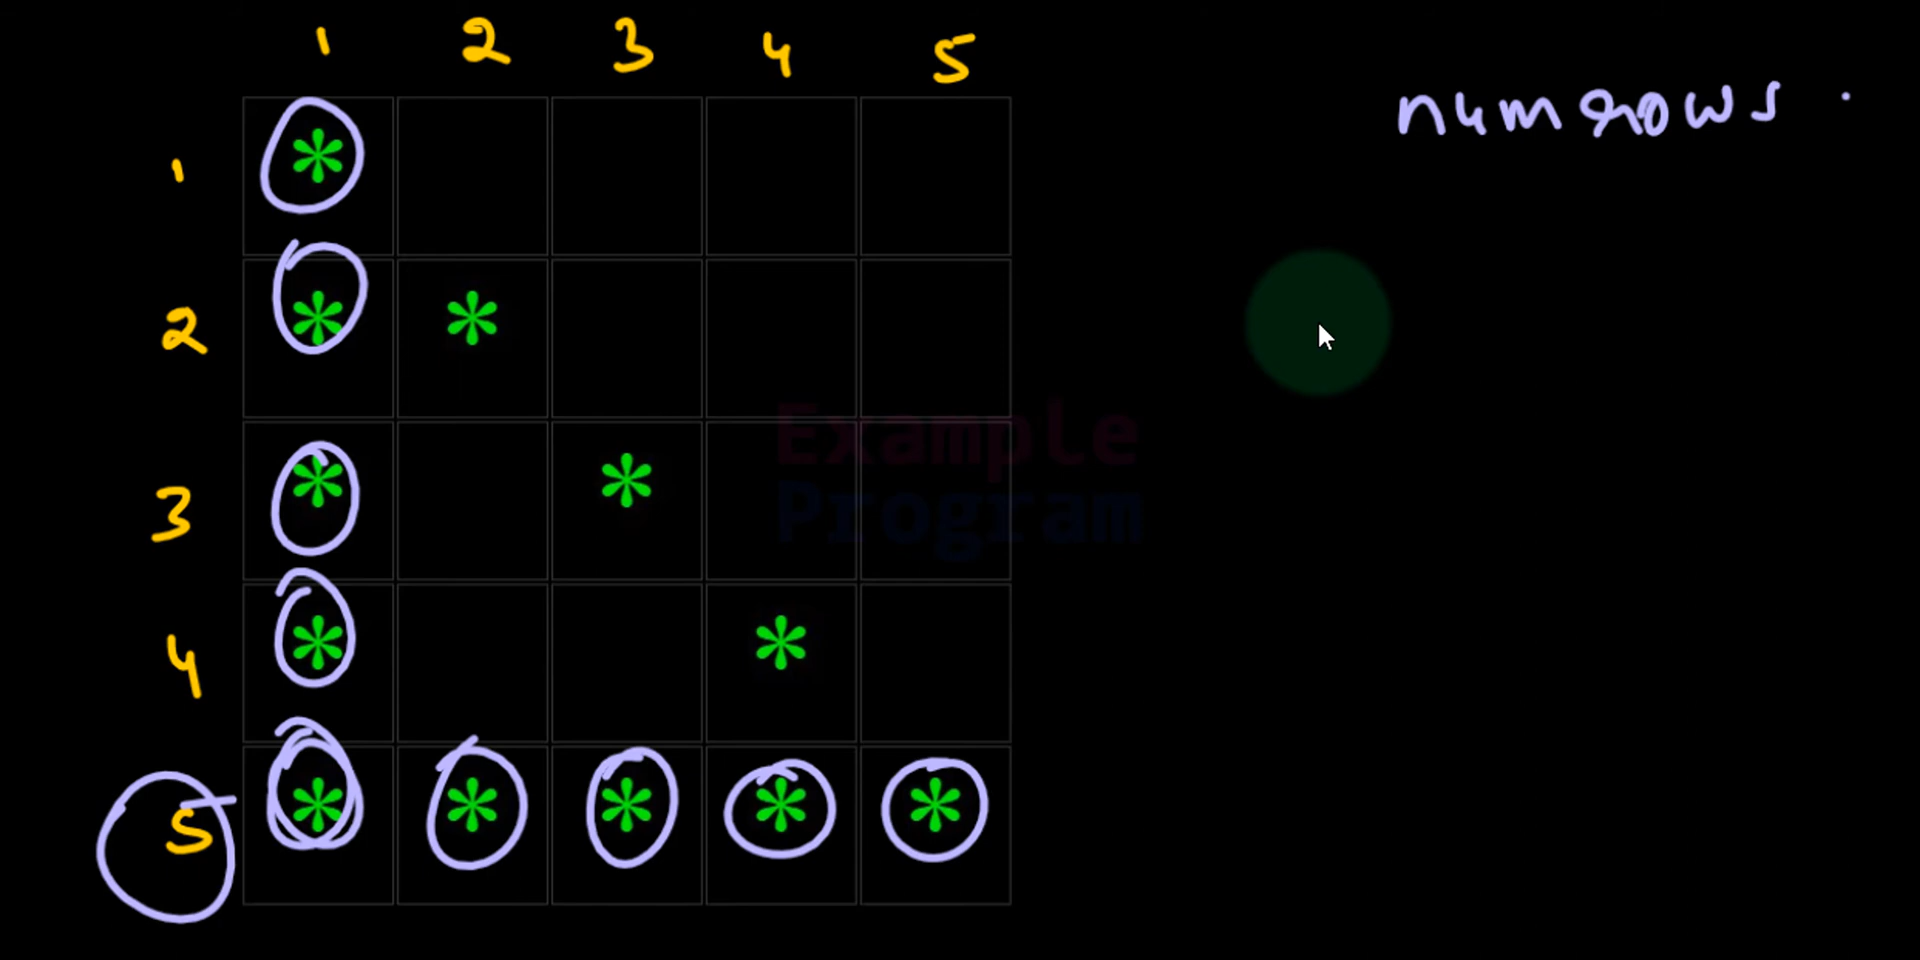 1 2 3 4 5
numrows .
1 *
2 * *
3 * *
4 * *
5 * * * * *
Example
Program